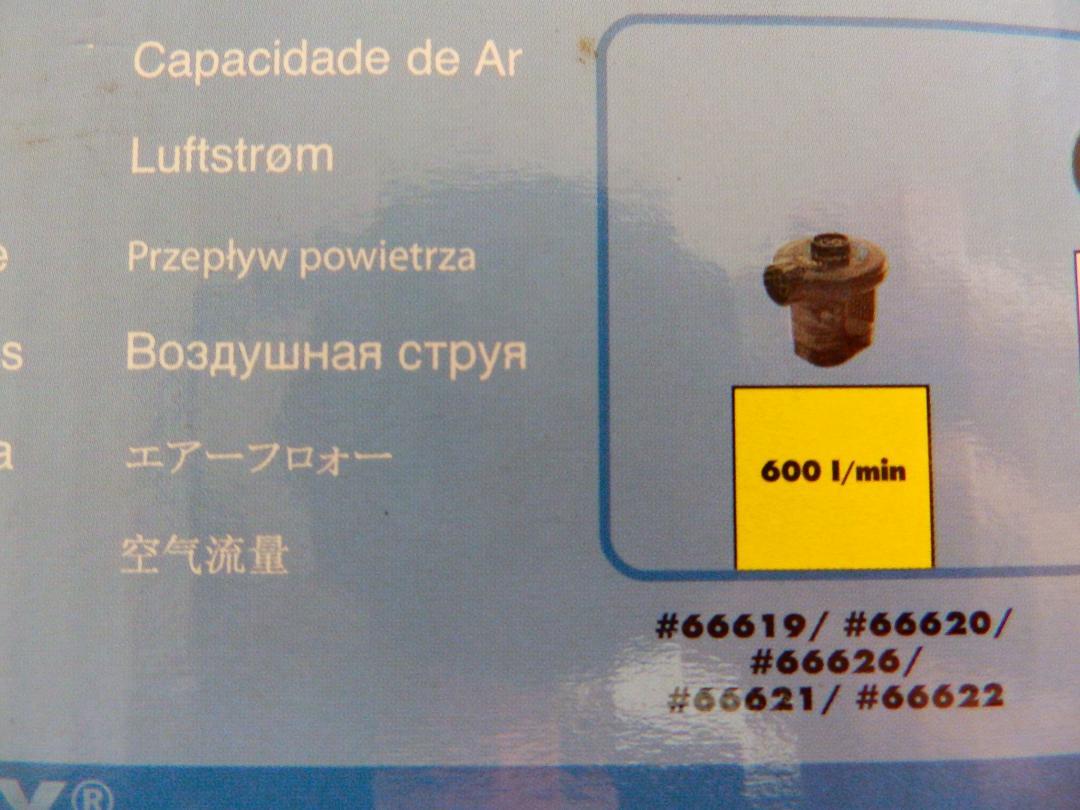 Capacidade de Ar
Luftstrøm
Przepływ powietrza
e
Воздушная струя
s
エアーフロォー
a
空气流量
600 l/min
#66619/ #66620/
#66626/
#66621/ #66622
Y®